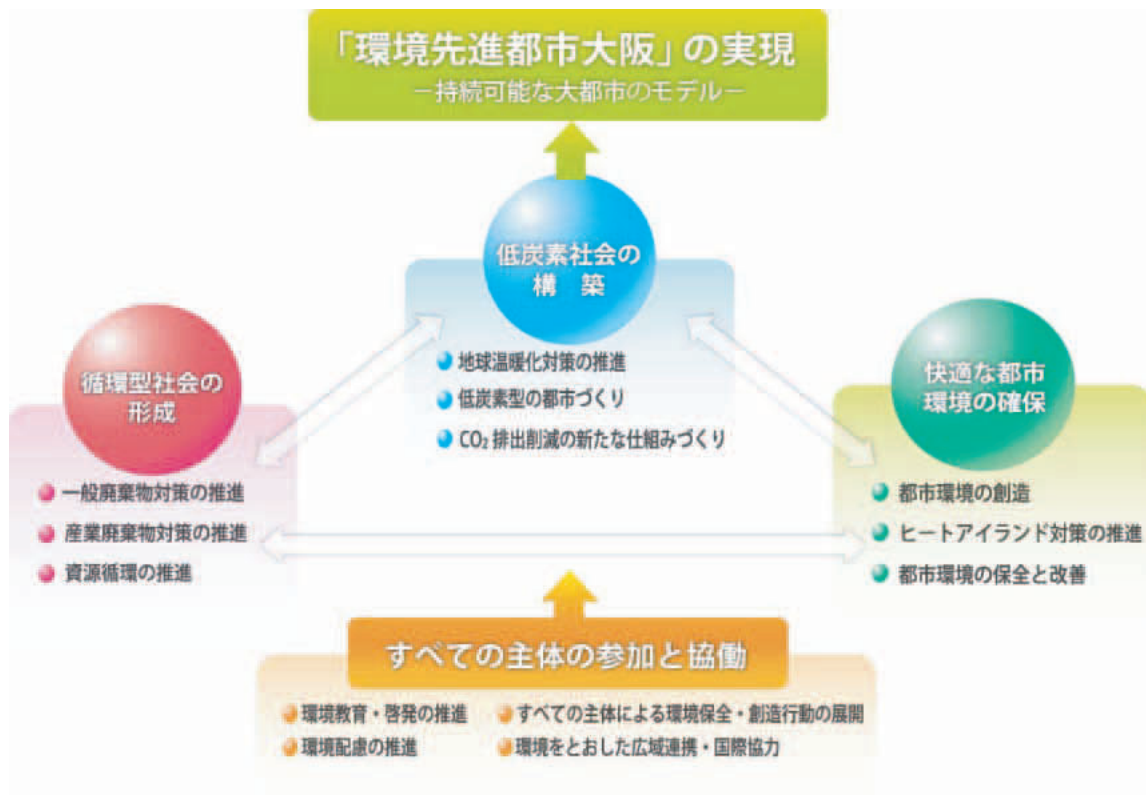 「環境先進都市大阪」の実現
－持続可能な大都市のモデル－
低炭素社会の
構　築
地球温暖化対策の推進
低炭素型の都市づくり
CO₂排出削減の新たな仕組みづくり
循環型社会の
形成
一般廃棄物対策の推進
産業廃棄物対策の推進
資源循環の推進
快適な都市
環境の確保
都市環境の創造
ヒートアイランド対策の推進
都市環境の保全と改善
すべての主体の参加と協働
環境教育・啓発の推進
すべての主体による環境保全・創造行動の展開
環境配慮の推進
環境をとおした広域連携・国際協力